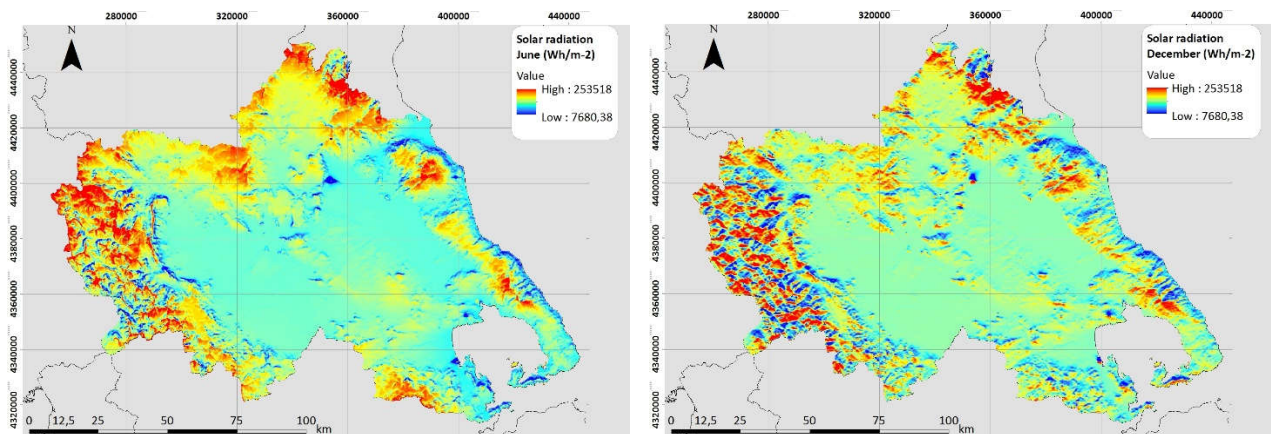 280000 320000 360000 400000 440000
N
Solar radiation
June (Wh/m-2)
Value
High : 253518
Low : 7680,38
4440000
4420000
4400000
4380000
4360000
4340000
4320000
0 12,5 25 50 75 100
km
280000 320000 360000 400000 440000
N
Solar radiation
December (Wh/m-2)
Value
High : 253518
Low : 7680,38
4440000
4420000
4400000
4380000
4360000
4340000
4320000
0 12,5 25 50 75 100
km